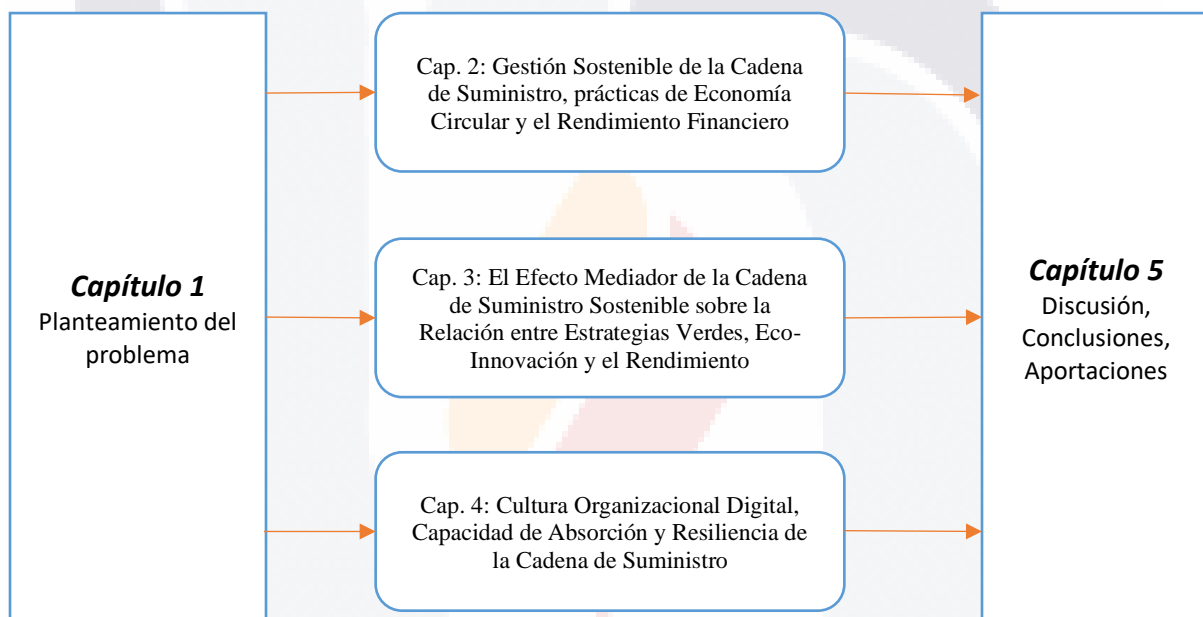 Capítulo 1
Planteamiento del
problema
Cap. 2: Gestión Sostenible de la Cadena
de Suministro, prácticas de Economía
Circular y el Rendimiento Financiero
Cap. 3: El Efecto Mediador de la Cadena
de Suministro Sostenible sobre la
Relación entre Estrategias Verdes, Eco-
Innovación y el Rendimiento
Cap. 4: Cultura Organizacional Digital,
Capacidad de Absorción y Resiliencia de
la Cadena de Suministro
Capítulo 5
Discusión,
Conclusiones,
Aportaciones